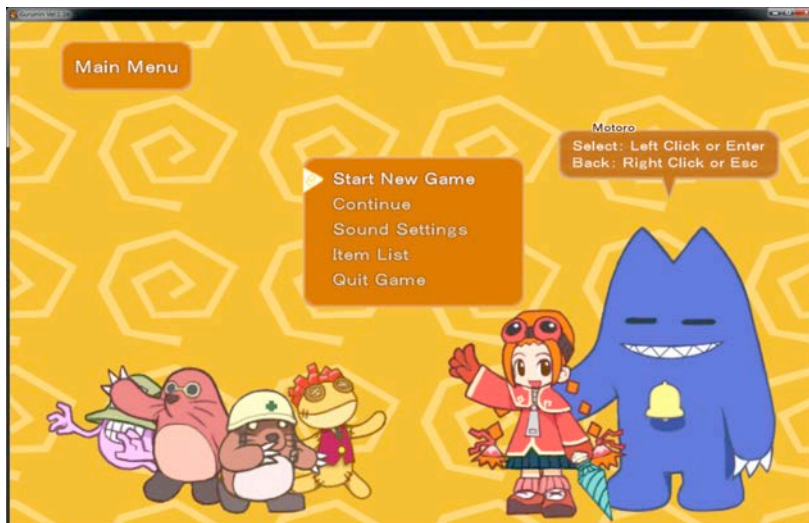 Main Menu
Motoro
Select: Left Click or Enter
Back: Right Click or Esc
Start New Game
Continue
Sound Settings
Item List
Quit Game